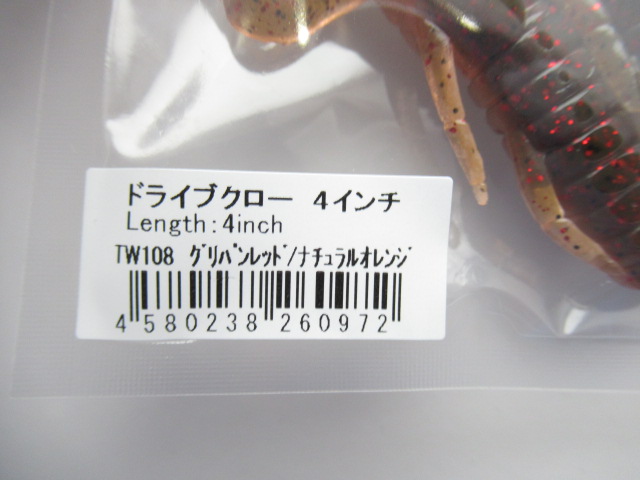 ドライブクロー 4インチ
Length:4inch
TW108 ｸﾞﾘﾊﾟﾝﾚｯﾄﾞ/ﾅﾁｭﾗﾙｵﾚﾝｼﾞ
4 580238 260972